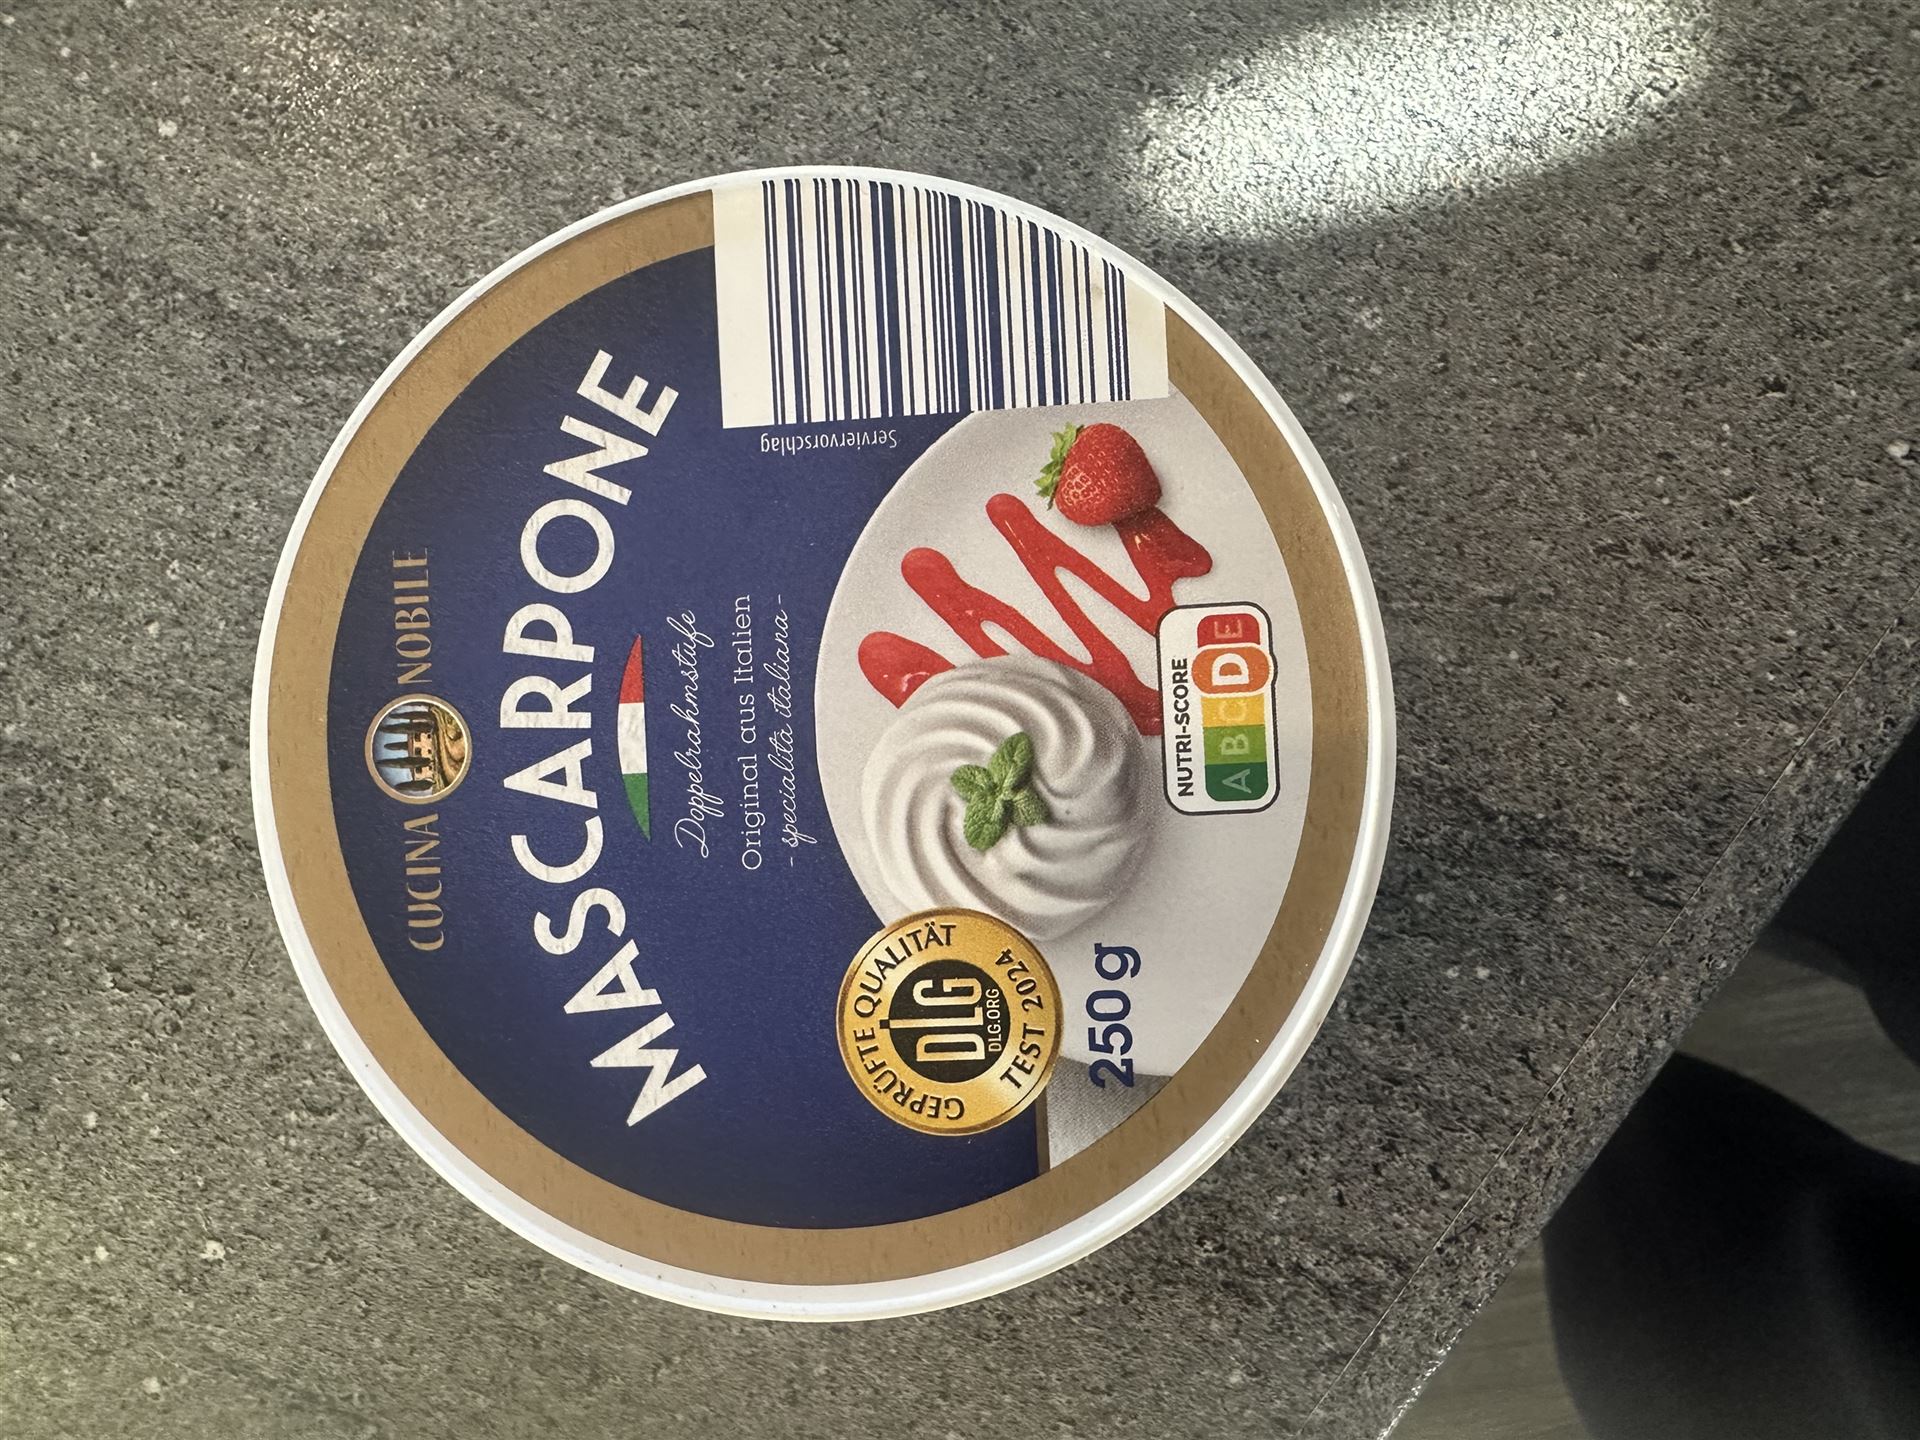 CUCINA NOBILE
MASCARPONE
Doppelrahmstufe
Original aus Italien
- specialità italiana -
Serviervorschlag
GEPRÜFTE QUALITÄT
DLG
DLG.ORG
TEST 2024
250g
NUTRI-SCORE
A B C D E